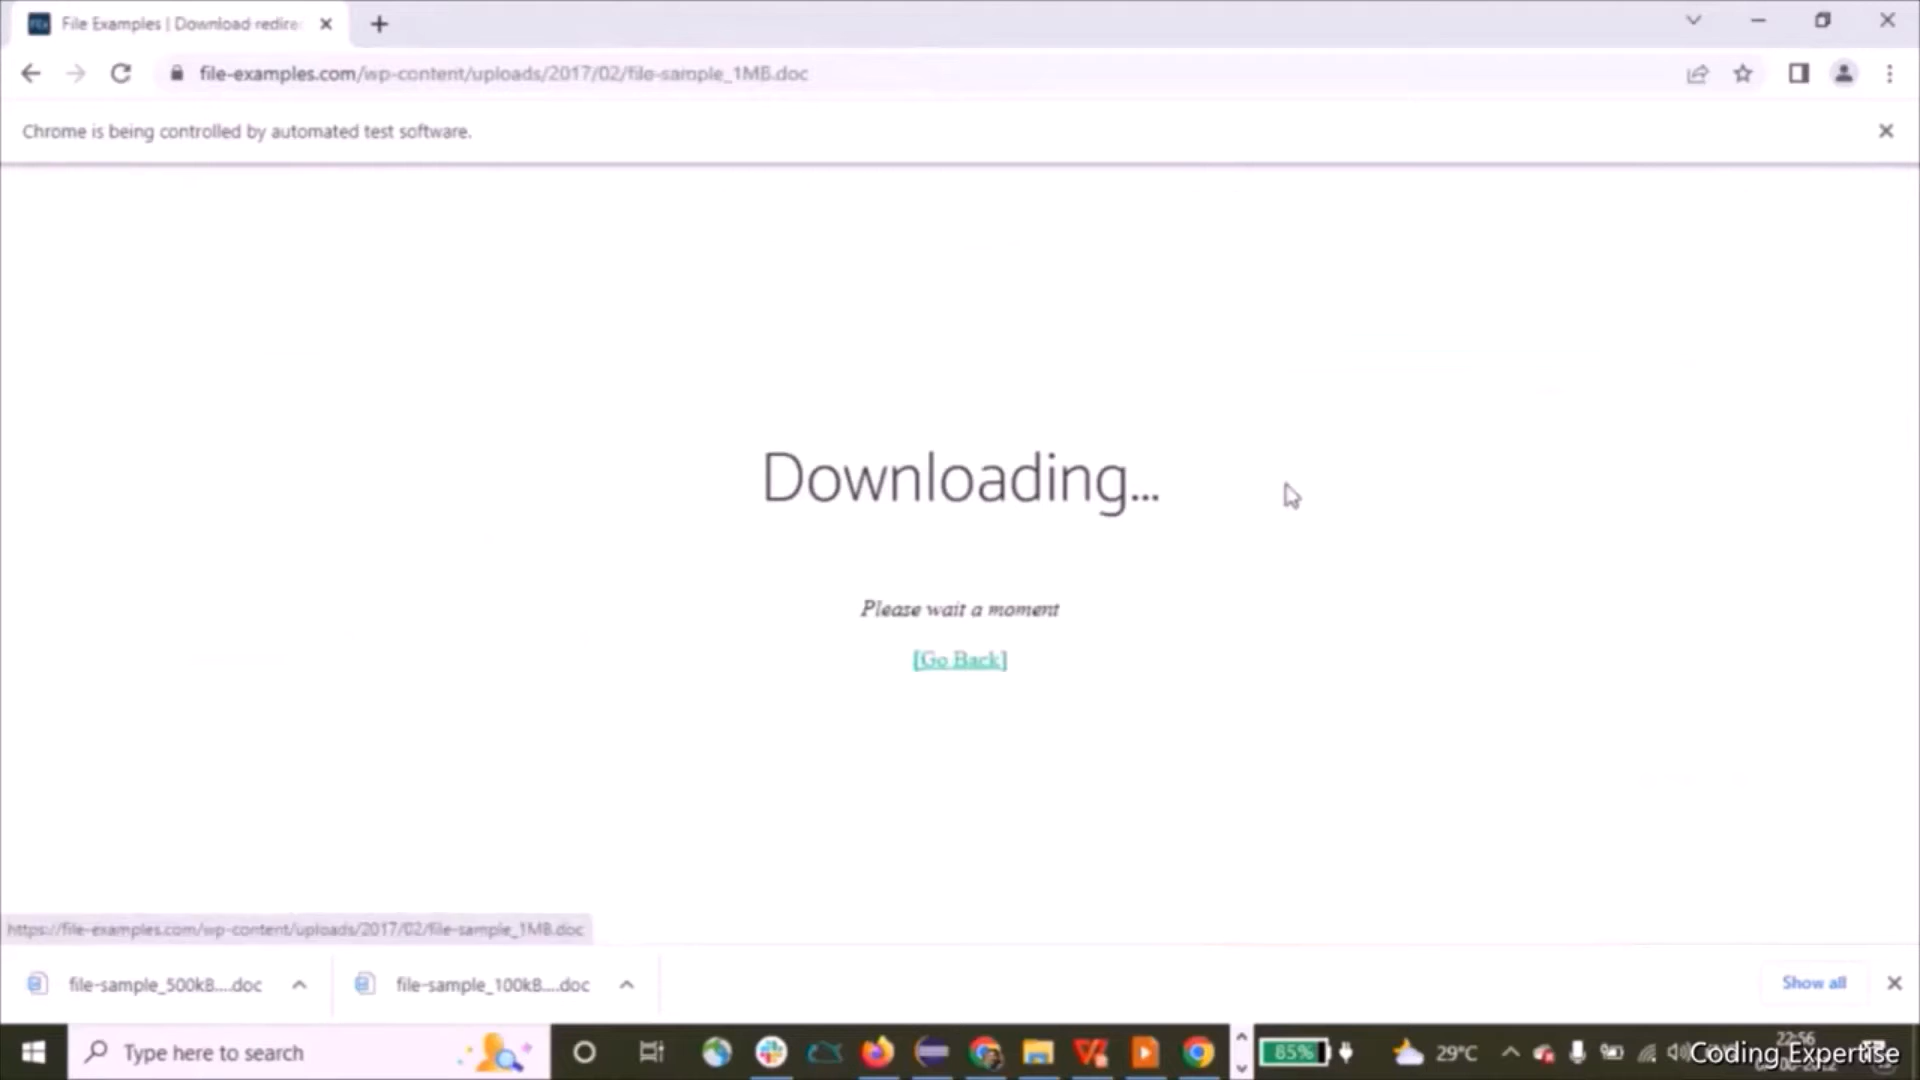 File Examples | Download redire
file-examples.com/wp-content/uploads/2017/02/file-sample_1MB.doc
Chrome is being controlled by automated test software.
Downloading...
Please wait a moment
[Go Back]
https://file-examples.com/wp-content/uploads/2017/02/file-sample_1MB.doc
file-sample_500kB....doc
file-sample_100kB....doc
Show all
Type here to search
85%
29°C
22:56
Coding Expertise